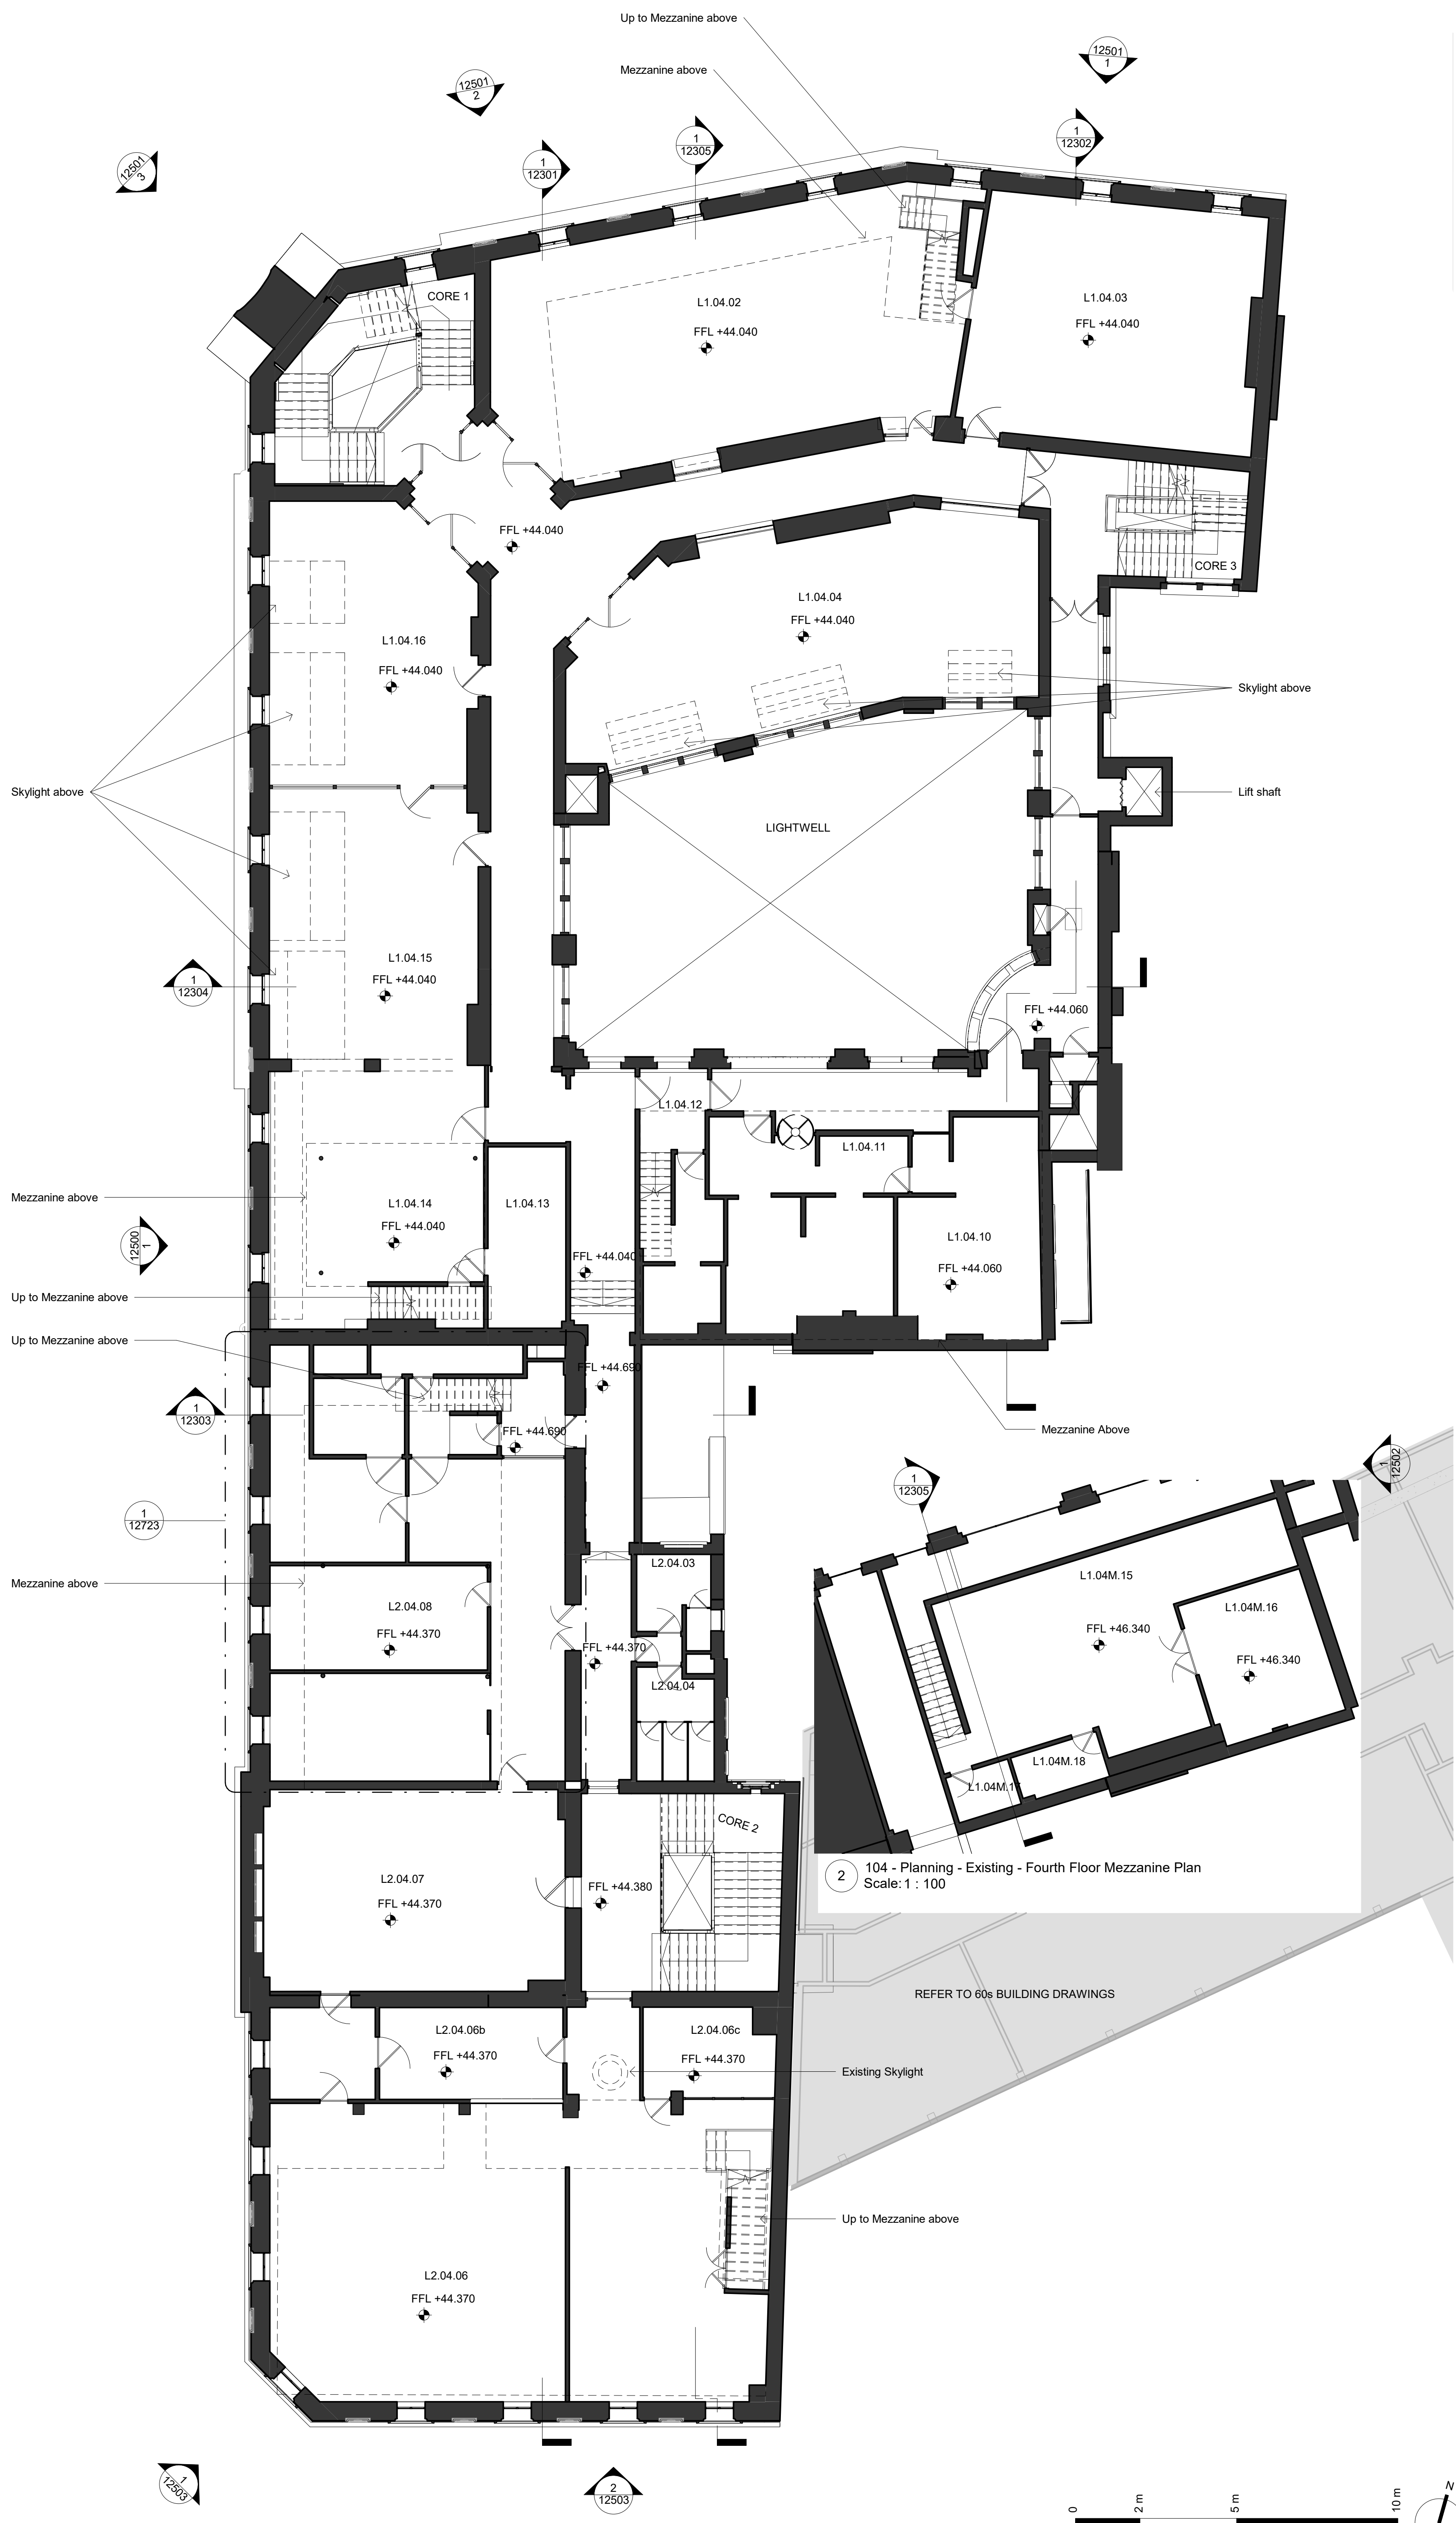 Up to Mezzanine above
12501
1
Mezzanine above
12501
2
1
12302
1
12305
1
12301
12501
3
CORE 1
L1.04.02
FFL +44.040
L1.04.03
FFL +44.040
FFL +44.040
CORE 3
L1.04.04
FFL +44.040
L1.04.16
FFL +44.040
Skylight above
Skylight above
Lift shaft
LIGHTWELL
L1.04.15
FFL +44.040
1
12304
FFL +44.060
L1.04.12
L1.04.11
Mezzanine above
L1.04.14
FFL +44.040
L1.04.13
L1.04.10
FFL +44.060
1
12500
FFL +44.040
Up to Mezzanine above
Up to Mezzanine above
FFL +44.690
1
12303
FFL +44.690
Mezzanine Above
1
12502
1
12305
1
12723
L2.04.03
Mezzanine above
L1.04M.15
L2.04.08
FFL +44.370
L1.04M.16
FFL +46.340
FFL +44.370
FFL +46.340
L2.04.04
L1.04M.18
L1.04M.17
CORE 2
2
104 - Planning - Existing - Fourth Floor Mezzanine Plan
Scale: 1 : 100
L2.04.07
FFL +44.370
FFL +44.380
REFER TO 60s BUILDING DRAWINGS
L2.04.06b
FFL +44.370
L2.04.06c
FFL +44.370
Existing Skylight
Up to Mezzanine above
L2.04.06
FFL +44.370
1
12503
2
12503
0
2 m
5 m
10 m
N